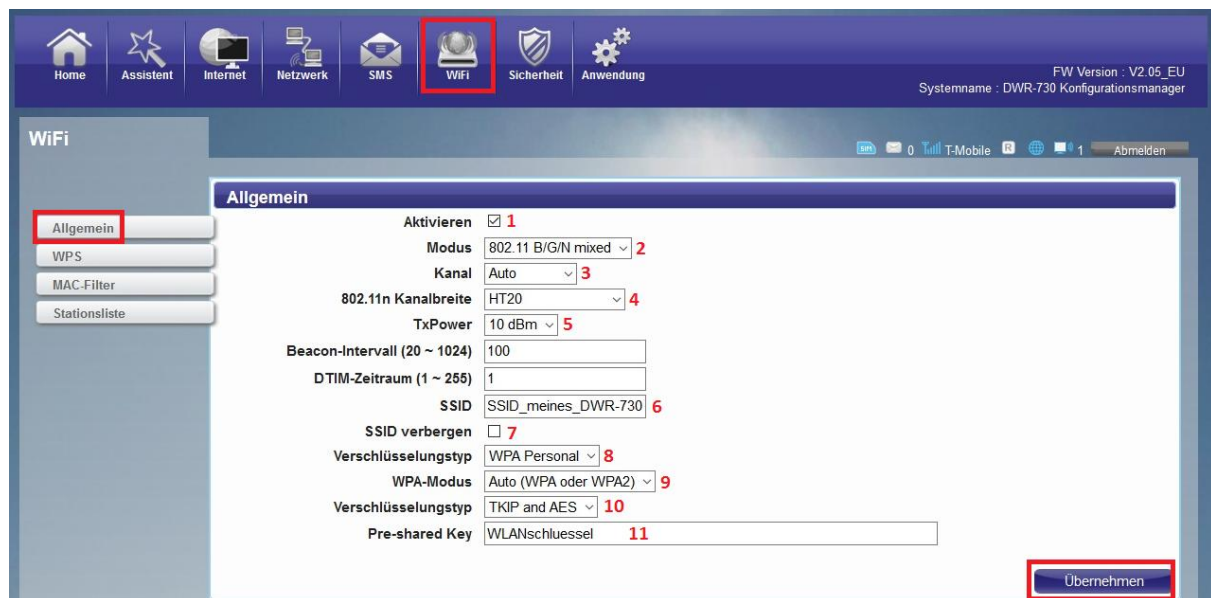 Home Assistent Internet Netzwerk SMS WiFi Sicherheit Anwendung
FW Version : V2.05_EU
Systemname : DWR-730 Konfigurationsmanager
WiFi
SIM 0 T-Mobile R 1 Abmelden
Allgemein
WPS
MAC-Filter
Stationsliste
Allgemein
Aktivieren 1
Modus 802.11 B/G/N mixed 2
Kanal Auto 3
802.11n Kanalbreite HT20 4
TxPower 10 dBm 5
Beacon-Intervall (20 ~ 1024) 100
DTIM-Zeitraum (1 ~ 255) 1
SSID SSID_meines_DWR-730 6
SSID verbergen 7
Verschlüsselungstyp WPA Personal 8
WPA-Modus Auto (WPA oder WPA2) 9
Verschlüsselungstyp TKIP and AES 10
Pre-shared Key WLANschluessel 11
Übernehmen